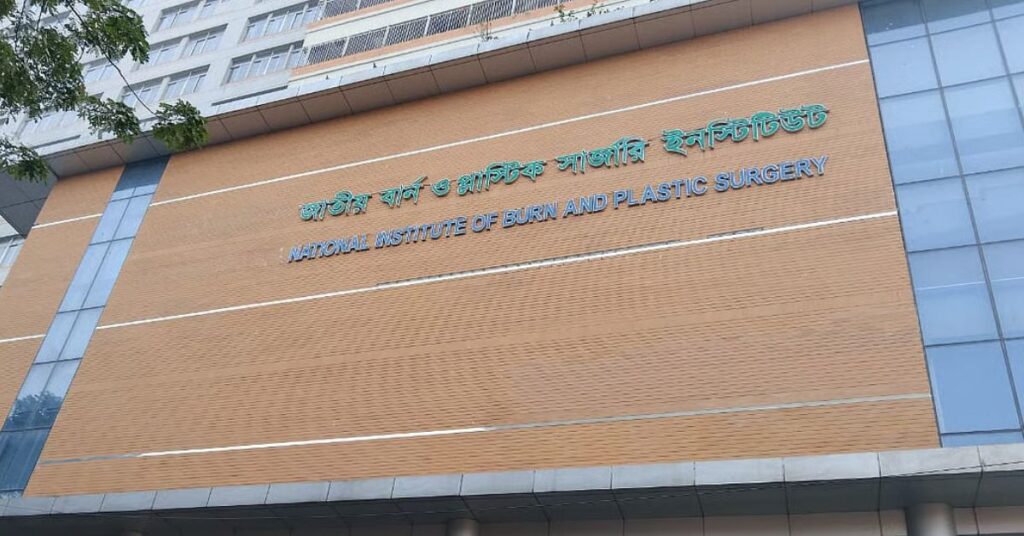 জাতীয় বার্ন ও প্লাস্টিক সার্জারি ইনস্টিটিউট
NATIONAL INSTITUTE OF BURN AND PLASTIC SURGERY